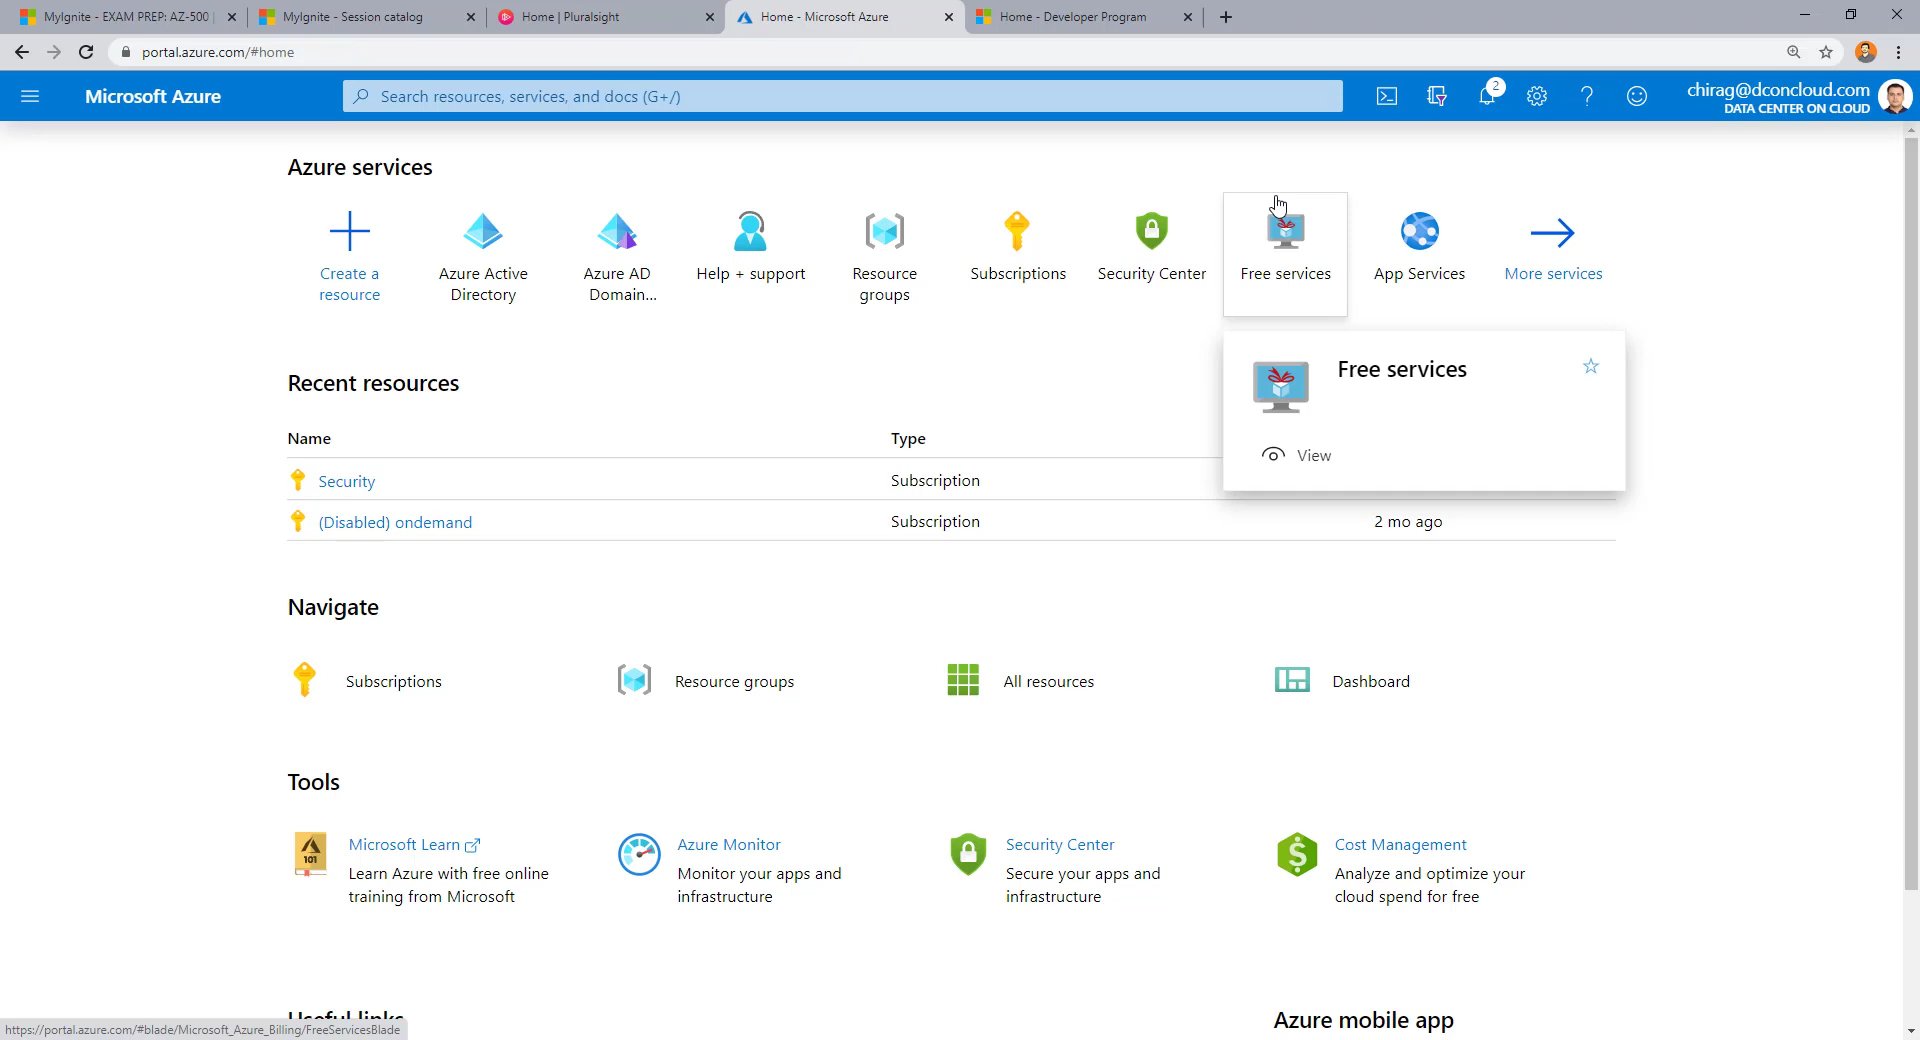 MyIgnite - EXAM PREP: AZ-500
MyIgnite - Session catalog
Home | Pluralsight
Home - Microsoft Azure
Home - Developer Program
portal.azure.com/#home
Microsoft Azure
Search resources, services, and docs (G+/)
2
chirag@dconcloud.com
DATA CENTER ON CLOUD
Azure services
Create a
resource
Azure Active
Directory
Azure AD
Domain...
Help + support
Resource
groups
Subscriptions
Security Center
Free services
App Services
More services
Free services
View
Recent resources
Name
Type
Security
Subscription
(Disabled) ondemand
Subscription
2 mo ago
Navigate
Subscriptions
Resource groups
All resources
Dashboard
Tools
101
Microsoft Learn
Learn Azure with free online
training from Microsoft
Azure Monitor
Monitor your apps and
infrastructure
Security Center
Secure your apps and
infrastructure
Cost Management
Analyze and optimize your
cloud spend for free
Useful links
Azure mobile app
https://portal.azure.com/#blade/Microsoft_Azure_Billing/FreeServicesBlade